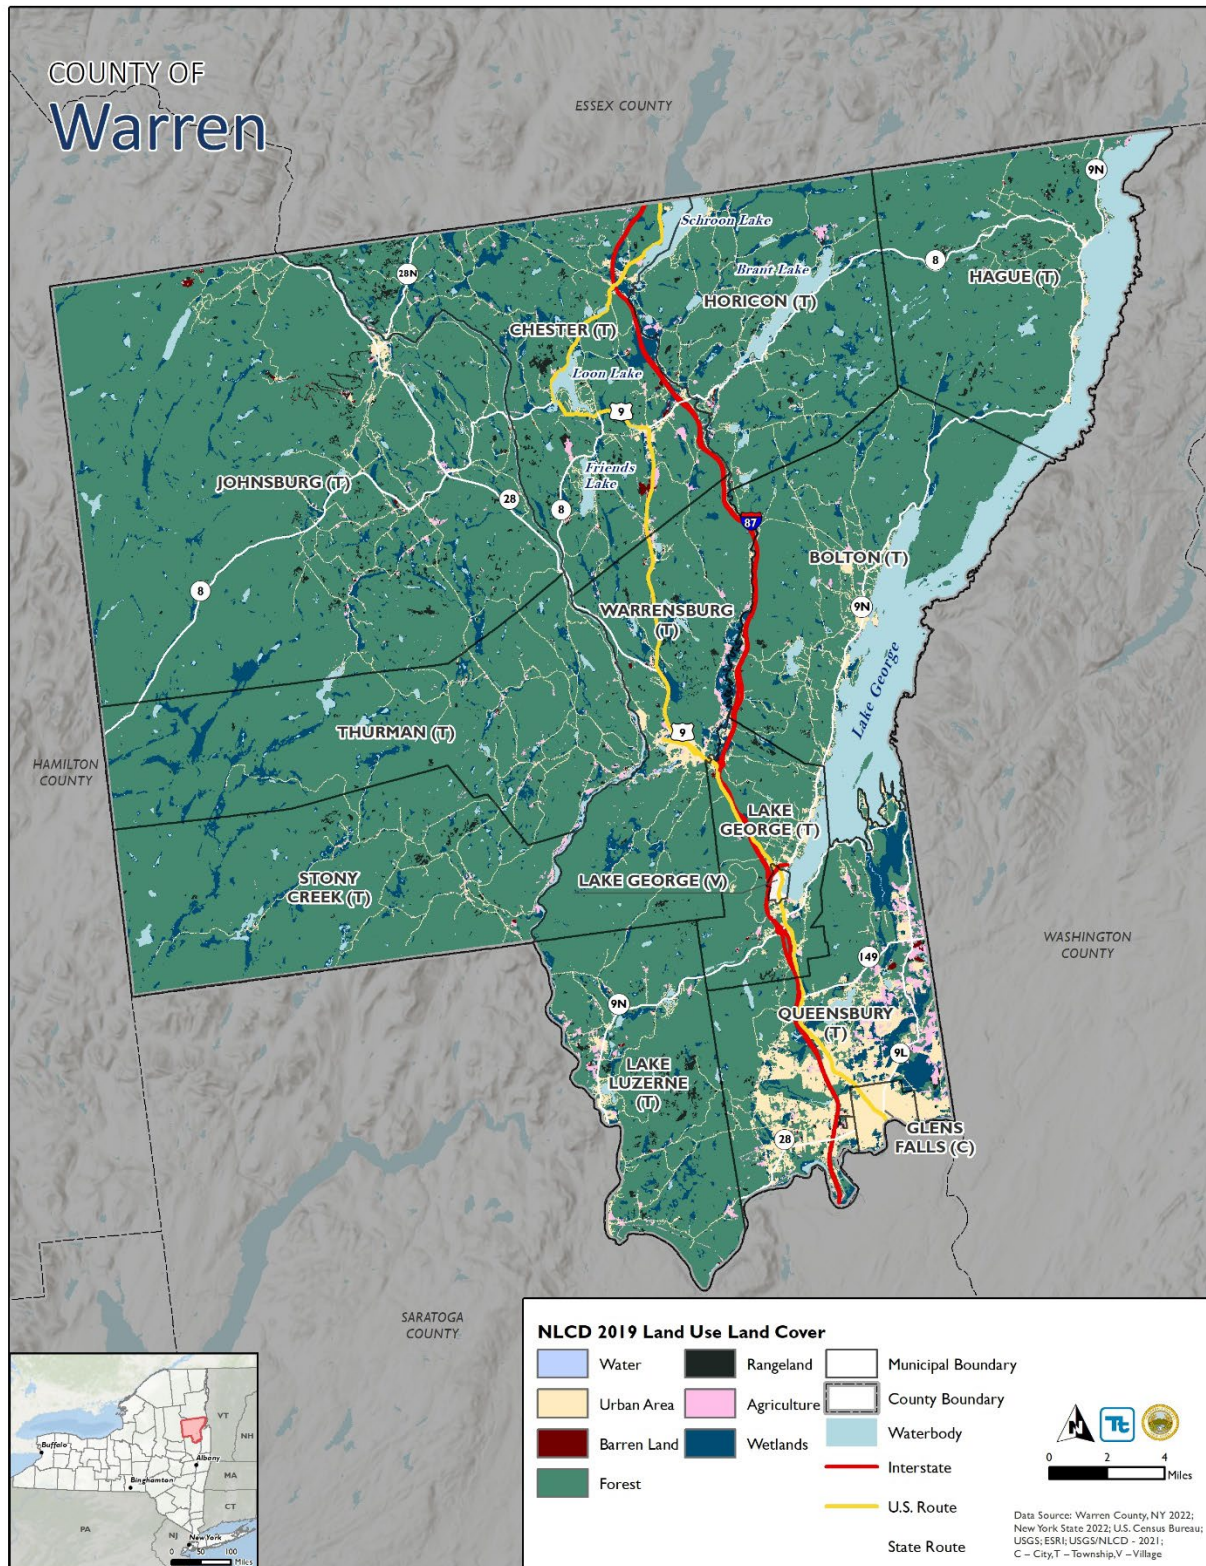 COUNTY OF
Warren
ESSEX COUNTY
9N
Schroon Lake
8
28N
Brant Lake
HAGUE (T)
HORICON (T)
CHESTER (T)
Loon Lake
9
Friends
Lake
JOHNSBURG (T)
28
8
87
BOLTON (T)
8
9N
WARRENSBURG
(T)
Lake George
THURMAN (T)
9
HAMILTON
COUNTY
LAKE
GEORGE (T)
STONY
CREEK (T)
LAKE GEORGE (V)
WASHINGTON
COUNTY
149
9N
QUEENSBURY
(T)
9L
LAKE
LUZERNE
(T)
GLENS
FALLS (C)
28
SARATOGA
COUNTY
NLCD 2019 Land Use Land Cover
Water
Urban Area
Barren Land
Forest
Rangeland
Agriculture
Wetlands
Municipal Boundary
County Boundary
Waterbody
Interstate
U.S. Route
State Route
N
Tt
0 2 4
Miles
Data Source: Warren County, NY 2022;
New York State 2022; U.S. Census Bureau;
USGS; ESRI; USGS/NLCD - 2021;
C – City, T – Township, V – Village
VT
NH
Buffalo
Albany
Binghamton
MA
CT
PA
NJ
New York
0 50 100
Miles